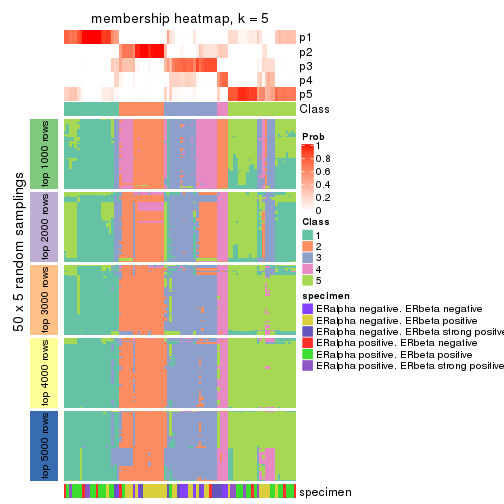 membership heatmap, k = 5
p1
p2
p3
p4
p5
Class
50 x 5 random samplings
top 1000 rows
top 2000 rows
top 3000 rows
top 4000 rows
top 5000 rows
specimen
Prob
1
0.8
0.6
0.4
0.2
0
Class
1
2
3
4
5
specimen
ERalpha negative. ERbeta negative
ERalpha negative. ERbeta positive
ERalpha negative. ERbeta strong positive
ERalpha positive. ERbeta negative
ERalpha positive. ERbeta positive
ERalpha positive. ERbeta strong positive